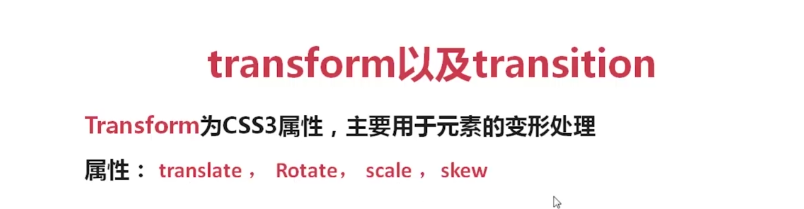 transform以及transition
Transform为CSS3属性，主要用于元素的变形处理
属性： translate ， Rotate， scale ，skew